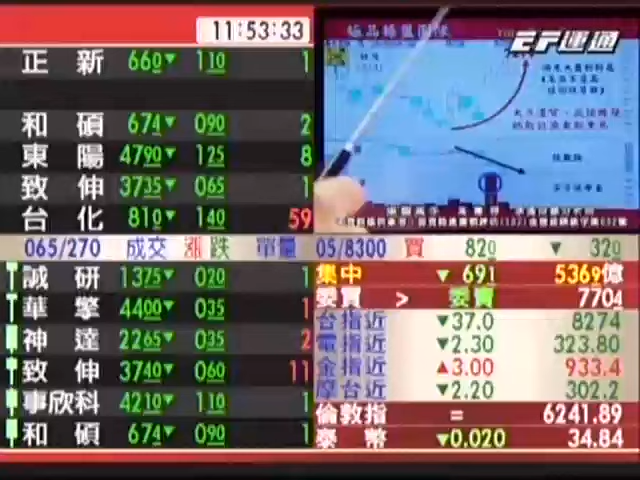 11:53:33
EF運通
正新 660▼ 110 1
和碩 674▼ 090 2
東陽 4790▼ 125 8
致伸 3735▼ 065 1
台化 810▼ 140 59
065/270 成交 漲跌 單量 05/8300 買 820 ▼ 320
誠研 1375▼ 020 1
華擎 4400▼ 035 1
神達 2265▼ 035 2
致伸 3740▼ 060 11
事欣科 4210▼ 110 1
和碩 674▼ 090 1
集中 ▼ 691 5369億
委買 > 委賣 7704
台指近 ▼37.0 8274
電指近 ▼2.30 323.80
金指近 ▲3.00 933.4
摩台近 ▼2.20 302.2
倫敦指 = 6241.89
泰幣 ▼0.020 34.84